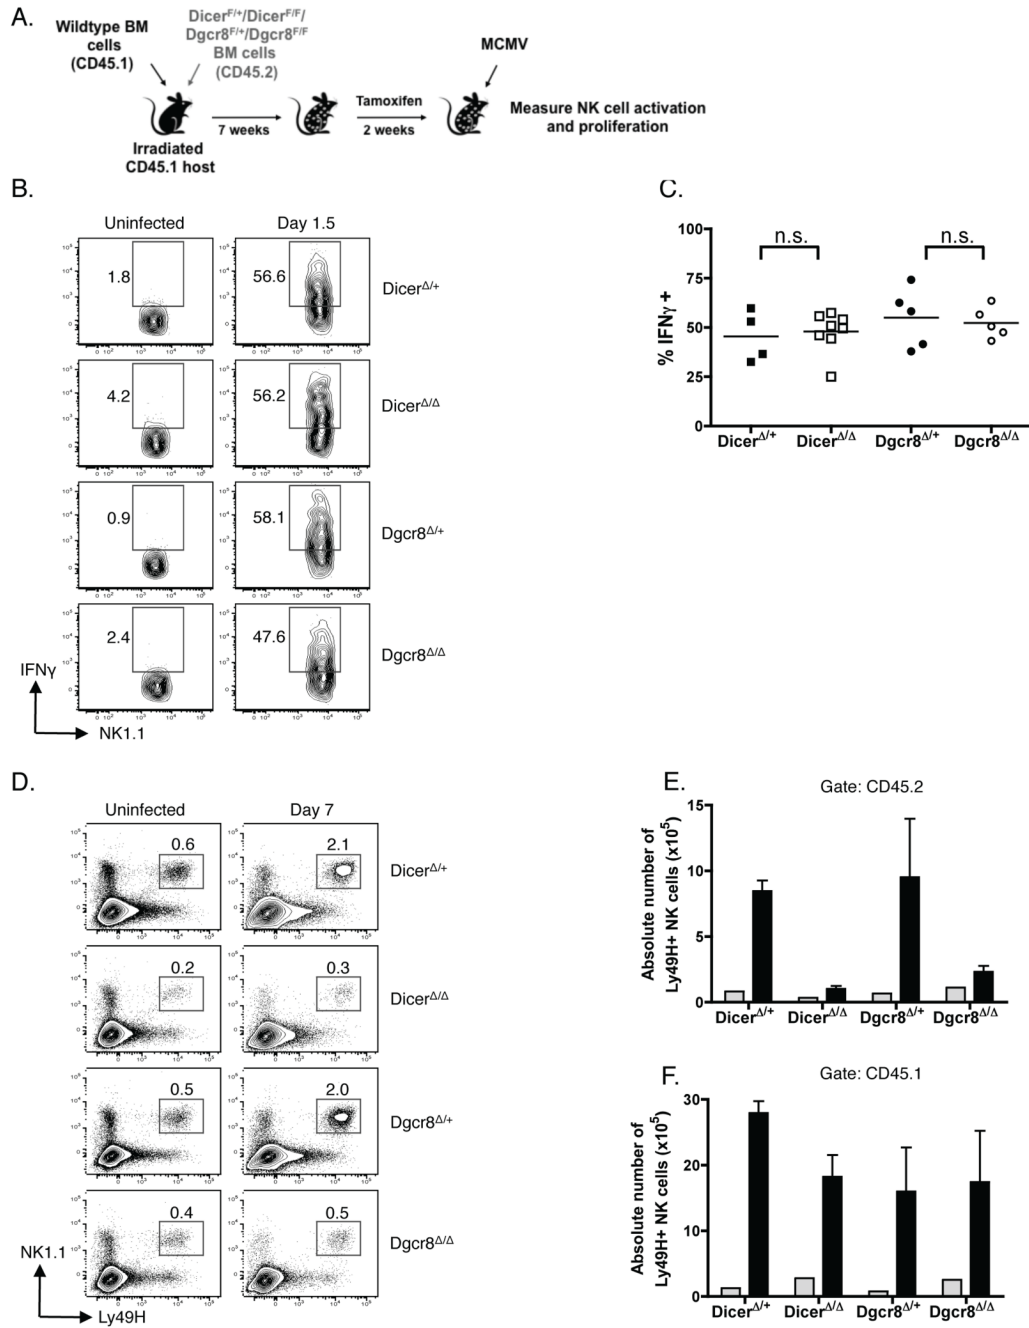 A.
Wildtype BM
cells
(CD45.1)
Dicer^F/+/Dicer^F/F/
Dgcr8^F/+/Dgcr8^F/F
BM cells
(CD45.2)
Irradiated
CD45.1 host
7 weeks
Tamoxifen
2 weeks
MCMV
Measure NK cell activation
and proliferation
B.
Uninfected
Day 1.5
1.8
56.6
Dicer^Δ/+
4.2
56.2
Dicer^Δ/Δ
0.9
58.1
Dgcr8^Δ/+
2.4
47.6
Dgcr8^Δ/Δ
IFNγ
NK1.1
C.
% IFNγ +
100
75
50
25
0
n.s.
n.s.
Dicer^Δ/+
Dicer^Δ/Δ
Dgcr8^Δ/+
Dgcr8^Δ/Δ
D.
Uninfected
Day 7
0.6
2.1
Dicer^Δ/+
0.2
0.3
Dicer^Δ/Δ
0.5
2.0
Dgcr8^Δ/+
0.4
0.5
Dgcr8^Δ/Δ
NK1.1
Ly49H
E.
Gate: CD45.2
Absolute number of
Ly49H+ NK cells (x10^5)
15
10
5
0
Dicer^Δ/+
Dicer^Δ/Δ
Dgcr8^Δ/+
Dgcr8^Δ/Δ
F.
Gate: CD45.1
Absolute number of
Ly49H+ NK cells (x10^5)
30
20
10
0
Dicer^Δ/+
Dicer^Δ/Δ
Dgcr8^Δ/+
Dgcr8^Δ/Δ